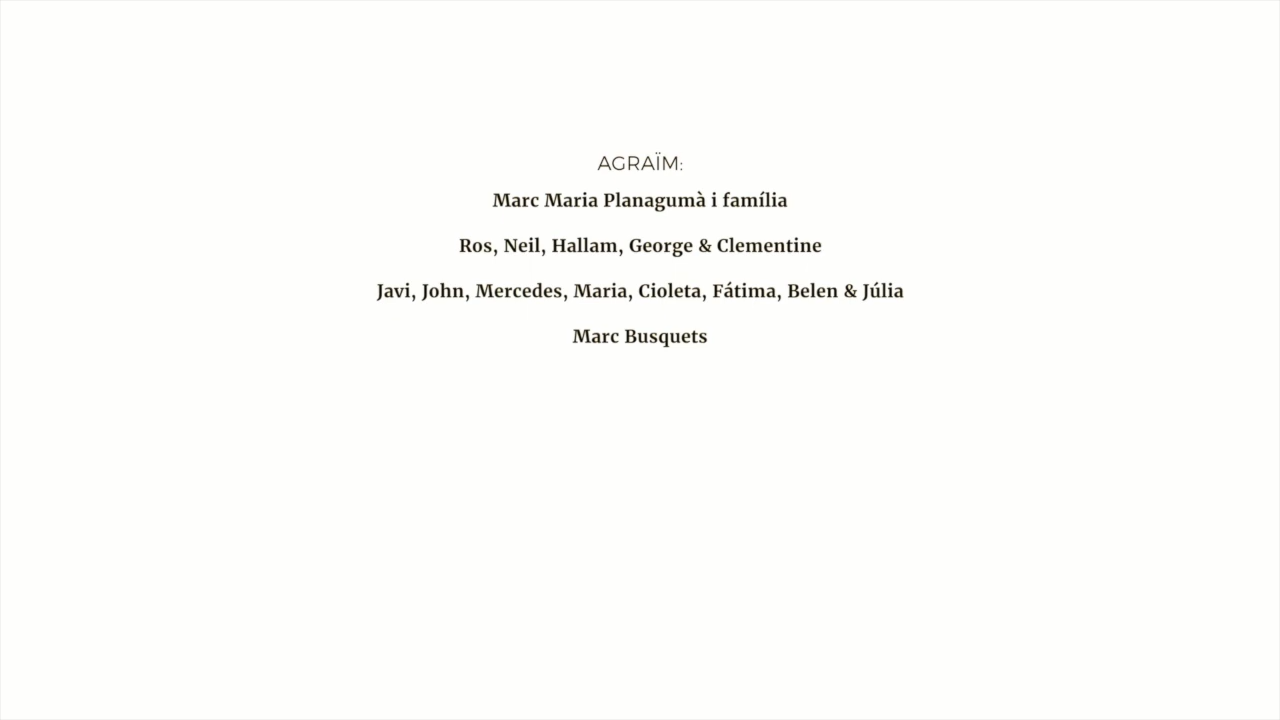 AGRAÏM:
Marc Maria Planagumà i família
Ros, Neil, Hallam, George & Clementine
Javi, John, Mercedes, Maria, Cioleta, Fátima, Belen & Júlia
Marc Busquets